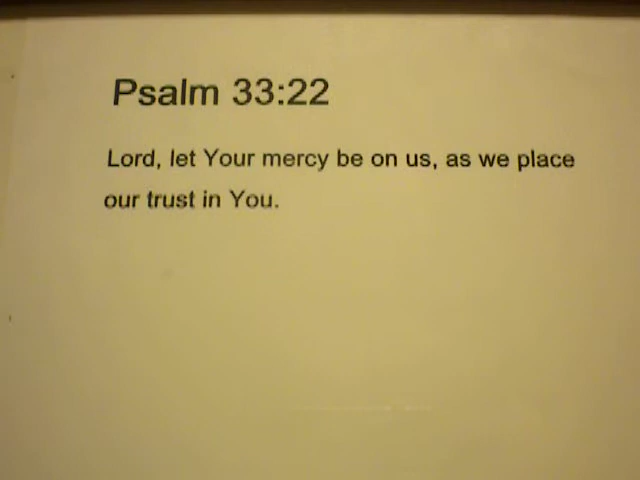 Psalm 33:22
Lord, let Your mercy be on us, as we place
our trust in You.